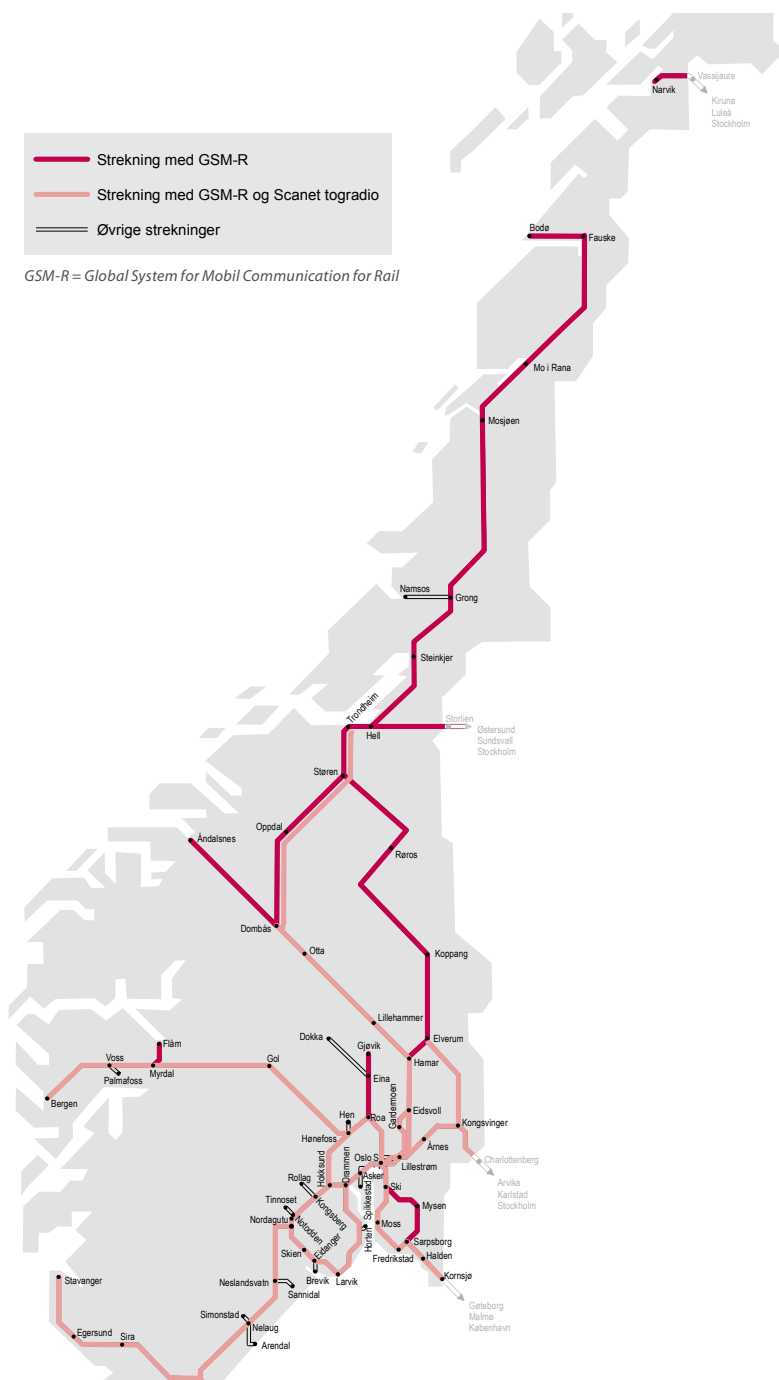 Vassijaure
Narvik
Kiruna
Luleå
Stockholm
Strekning med GSM-R
Strekning med GSM-R og Scanet togradio
Øvrige strekninger
GSM-R = Global System for Mobil Communication for Rail
Bodø
Fauske
Mo i Rana
Mosjøen
Namsos
Grong
Steinkjer
Trondheim
Hell
Storlien
Østersund
Sundsvall
Stockholm
Støren
Oppdal
Åndalsnes
Røros
Dombås
Otta
Koppang
Lillehammer
Dokka
Gjøvik
Elverum
Flåm
Voss
Gol
Hamar
Palmafoss
Myrdal
Eina
Bergen
Gardermoen
Eidsvoll
Hen
Roa
Kongsvinger
Hønefoss
Årnes
Hokksund
Drammen
Oslo S
Lillestrøm
Charlottenberg
Asker
Arvika
Karlstad
Stockholm
Rollag
Kongsberg
Spikkestad
Ski
Tinnoset
Notodden
Mysen
Nordagutu
Moss
Horten
Skien
Eidanger
Sarpsborg
Fredrikstad
Halden
Brevik
Larvik
Kornsjø
Stavanger
Neslandsvatn
Sannidal
Gøteborg
Malmø
København
Simonstad
Nelaug
Egersund
Sira
Arendal